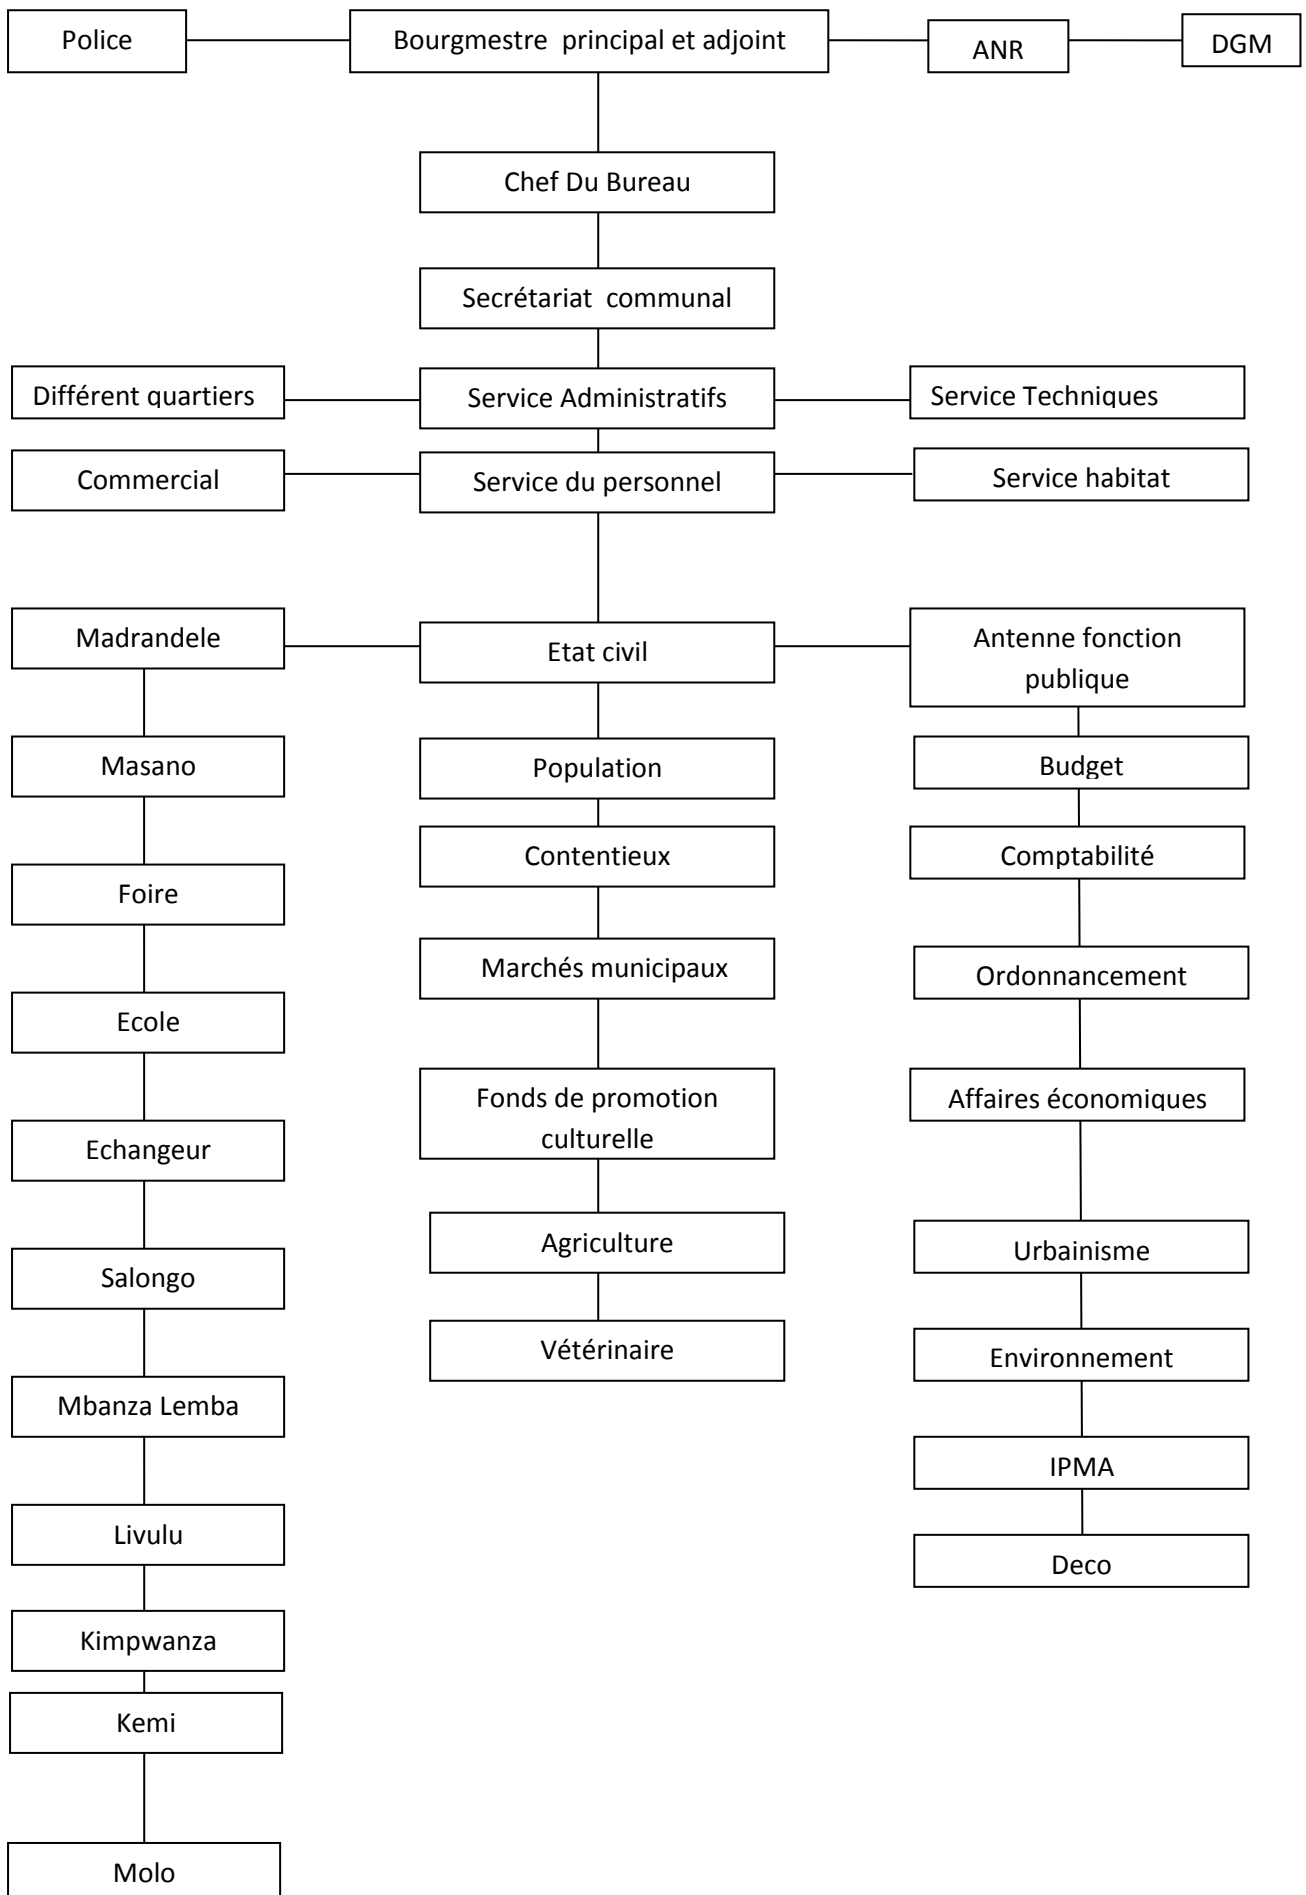 Police
Bourgmestre principal et adjoint
ANR
DGM
Chef Du Bureau
Secrétariat communal
Différent quartiers
Service Administratifs
Service Techniques
Commercial
Service du personnel
Service habitat
Madrandele
Etat civil
Antenne fonction
publique
Masano
Population
Budget
Foire
Contentieux
Comptabilité
Ecole
Marchés municipaux
Ordonnancement
Echangeur
Fonds de promotion
culturelle
Affaires économiques
Salongo
Agriculture
Urbainisme
Mbanza Lemba
Vétérinaire
Environnement
Livulu
IPMA
Kimpwanza
Deco
Kemi
Molo